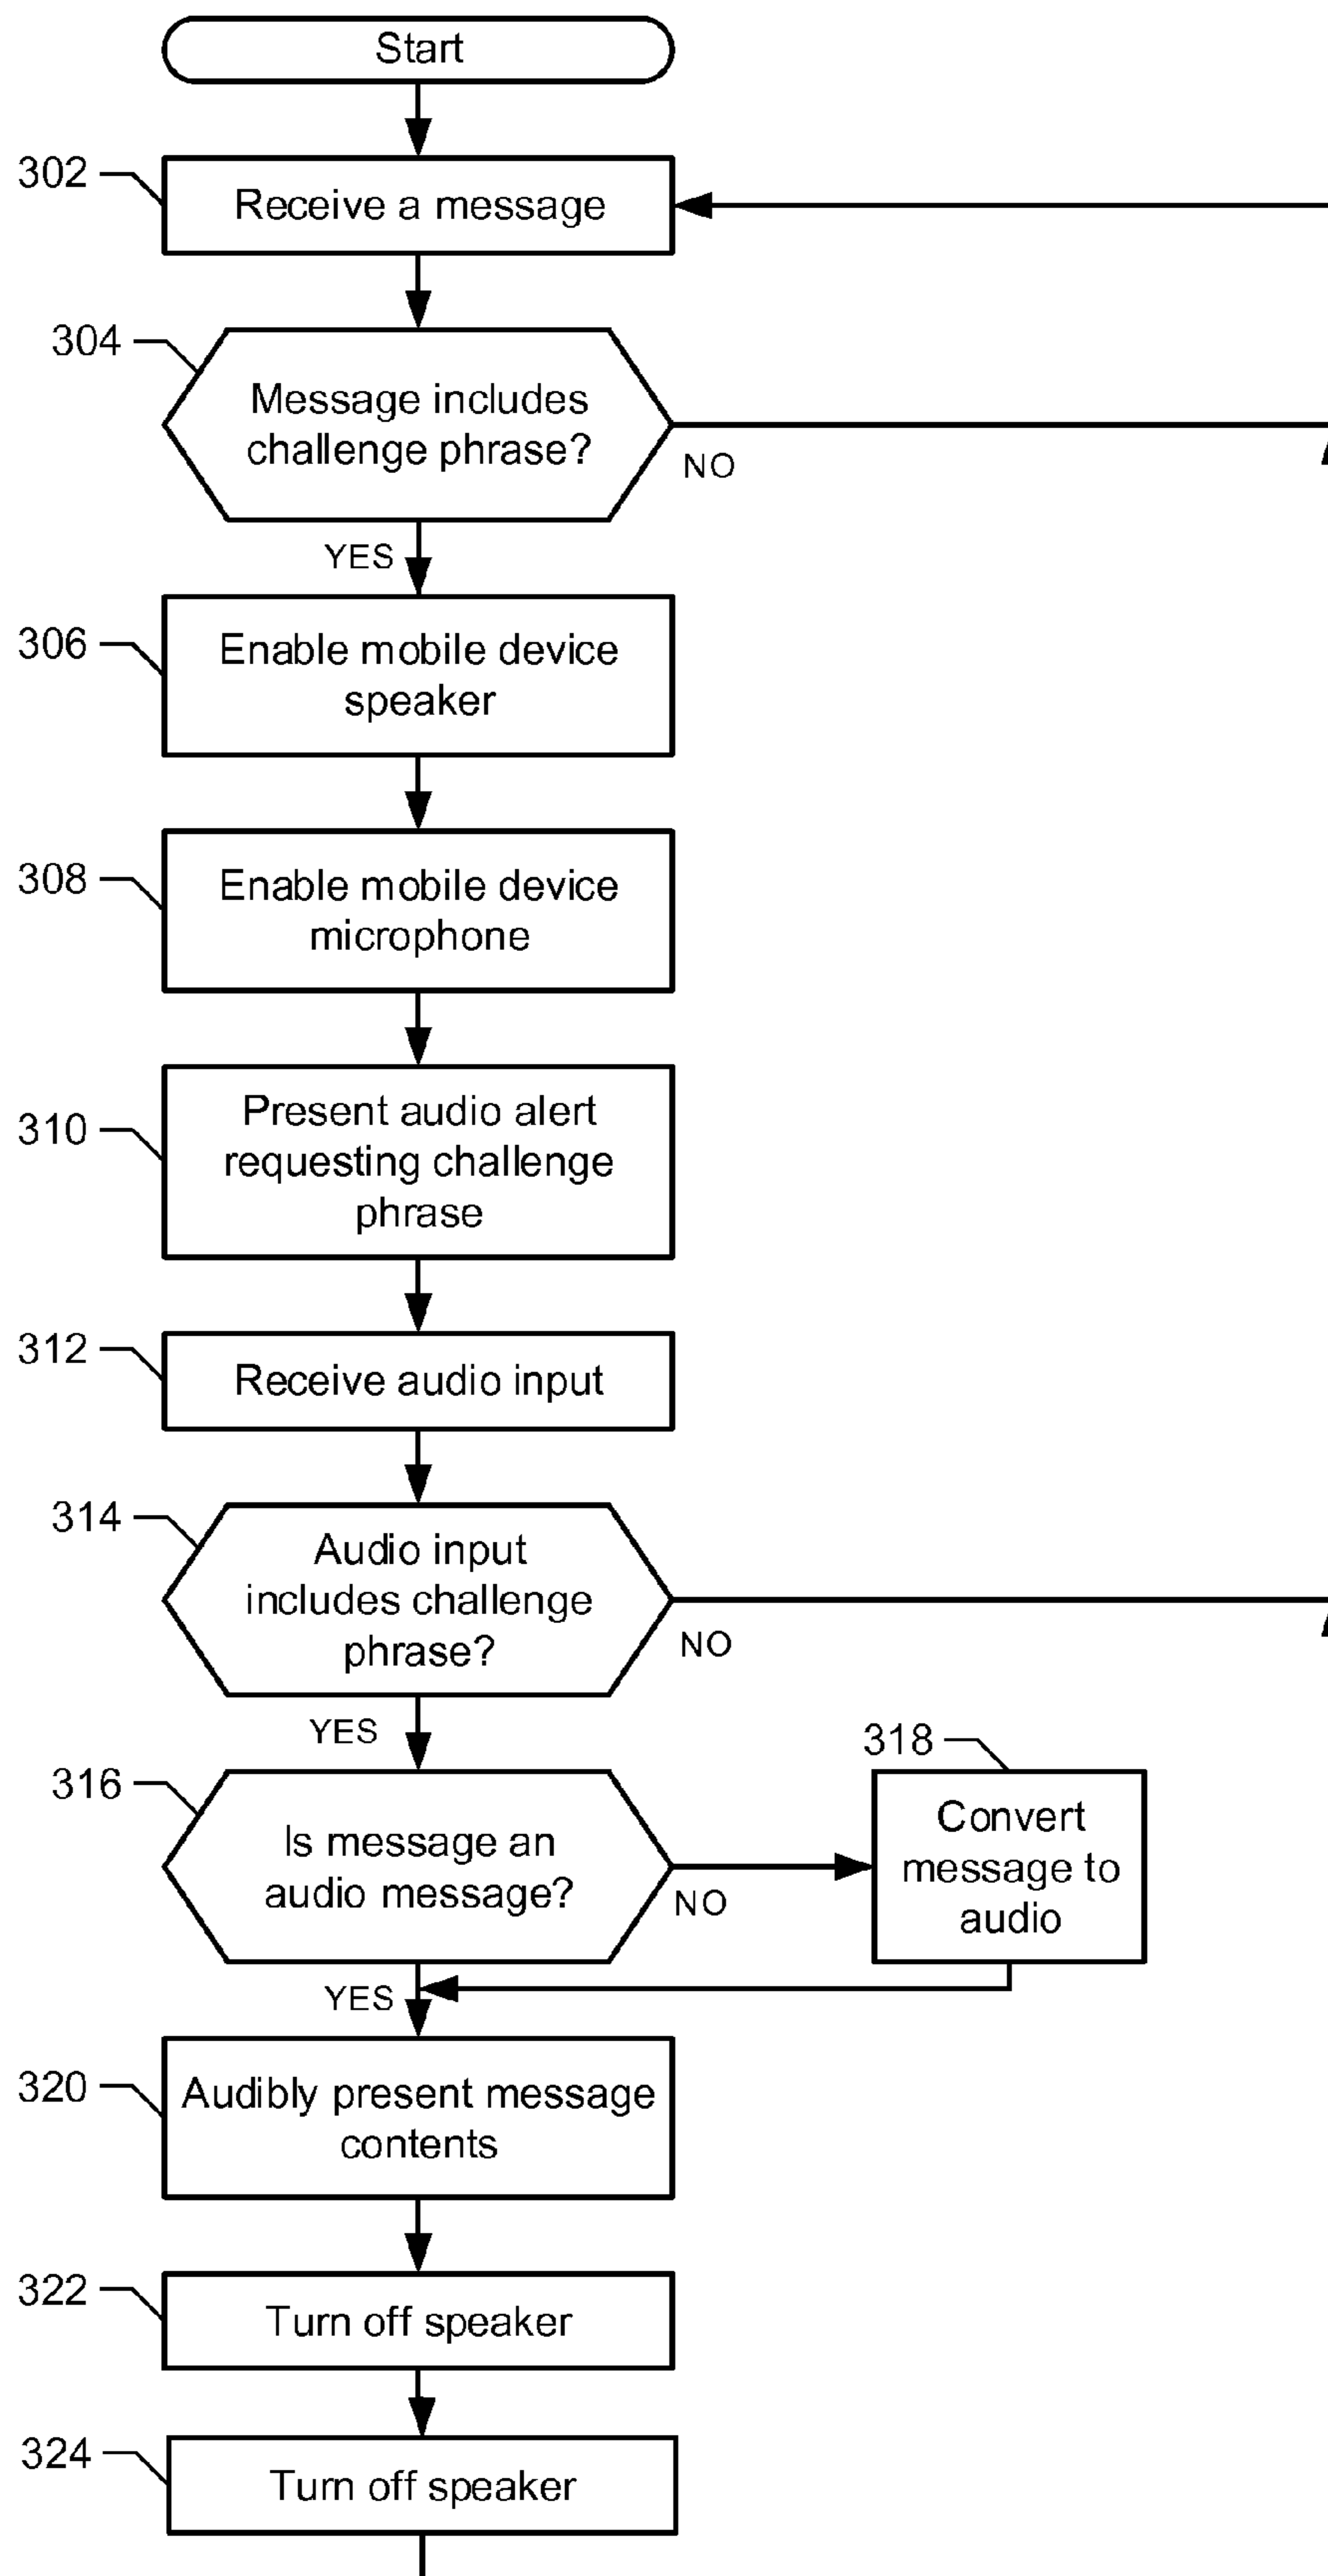 Start
302
Receive a message
304
Message includes
challenge phrase?
NO
YES
306
Enable mobile device
speaker
308
Enable mobile device
microphone
310
Present audio alert
requesting challenge
phrase
312
Receive audio input
314
Audio input
includes challenge
phrase?
NO
YES
316
Is message an
audio message?
NO
318
Convert
message to
audio
YES
320
Audibly present message
contents
322
Turn off speaker
324
Turn off speaker